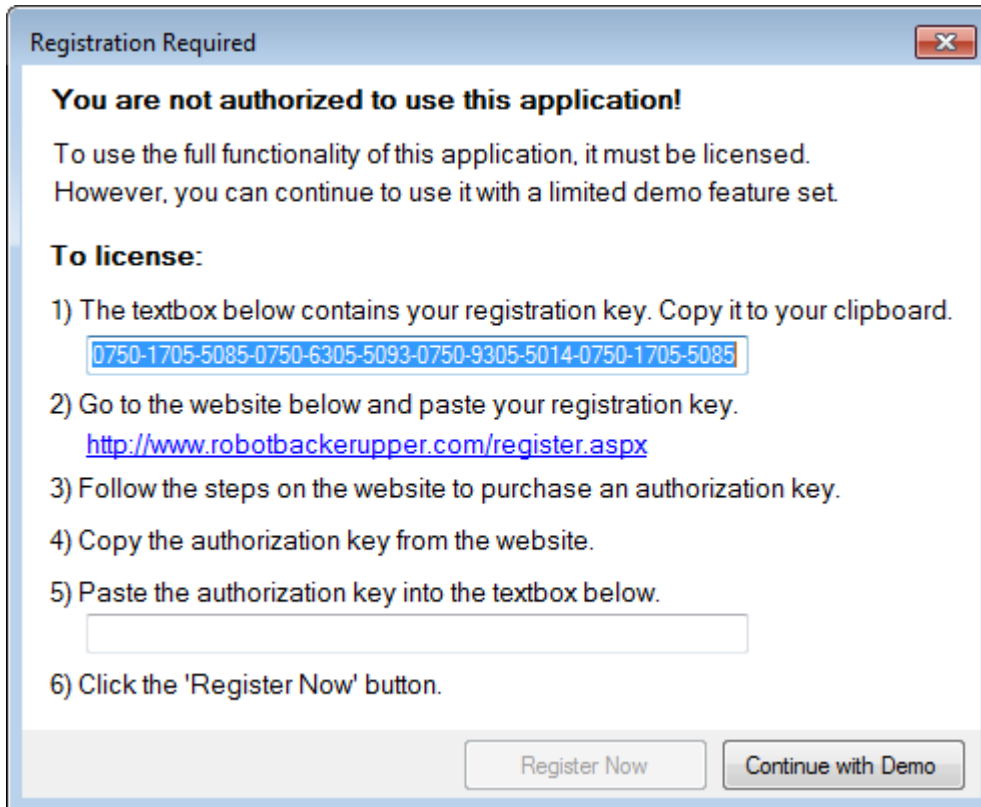 Registration Required
You are not authorized to use this application!
To use the full functionality of this application, it must be licensed.
However, you can continue to use it with a limited demo feature set.
To license:
1) The textbox below contains your registration key. Copy it to your clipboard.
0750-1705-5085-0750-6305-5093-0750-9305-5014-0750-1705-5085
2) Go to the website below and paste your registration key.
http://www.robotbackerupper.com/register.aspx
3) Follow the steps on the website to purchase an authorization key.
4) Copy the authorization key from the website.
5) Paste the authorization key into the textbox below.
6) Click the 'Register Now' button.
Register Now Continue with Demo